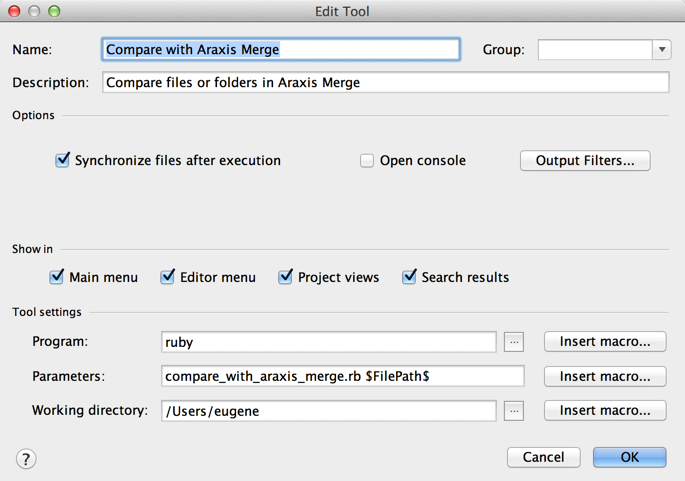 Edit Tool
Name: Compare with Araxis Merge Group:
Description: Compare files or folders in Araxis Merge
Options
Synchronize files after execution Open console Output Filters...
Show in
Main menu Editor menu Project views Search results
Tool settings
Program: ruby ... Insert macro...
Parameters: compare_with_araxis_merge.rb $FilePath$ Insert macro...
Working directory: /Users/eugene ... Insert macro...
? Cancel OK